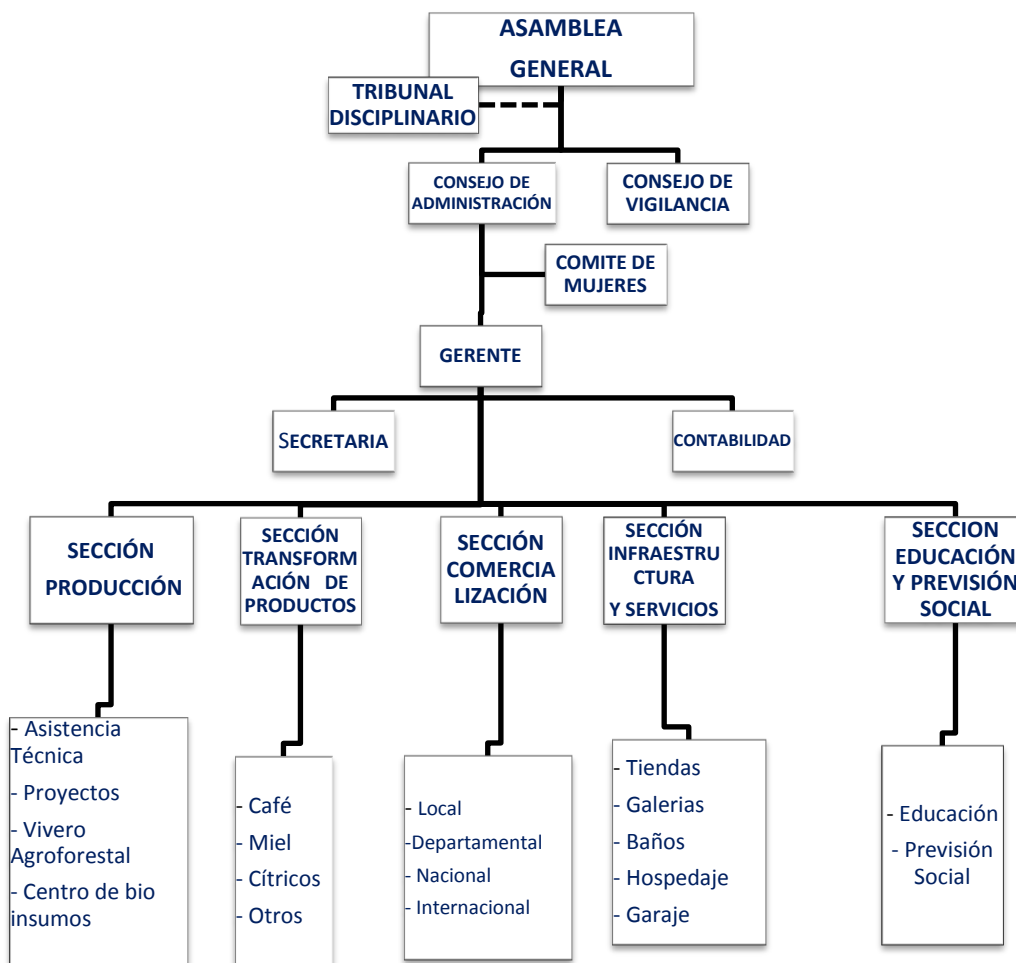 ASAMBLEA
GENERAL
TRIBUNAL
DISCIPLINARIO
CONSEJO DE
ADMINISTRACIÓN
CONSEJO DE
VIGILANCIA
COMITE DE
MUJERES
GERENTE
SECRETARIA
CONTABILIDAD
SECCIÓN
PRODUCCIÓN
SECCIÓN
TRANSFORM
ACIÓN DE
PRODUCTOS
SECCIÓN
COMERCIA
LIZACIÓN
SECCIÓN
INFRAESTRU
CTURA
Y SERVICIOS
SECCION
EDUCACIÓN
Y PREVISIÓN
SOCIAL
- Asistencia
Técnica
- Proyectos
- Vivero
Agroforestal
- Centro de bio
insumos
- Café
- Miel
- Cítricos
- Otros
- Local
-Departamental
- Nacional
- Internacional
- Tiendas
- Galerias
- Baños
- Hospedaje
- Garaje
- Educación
- Previsión
Social